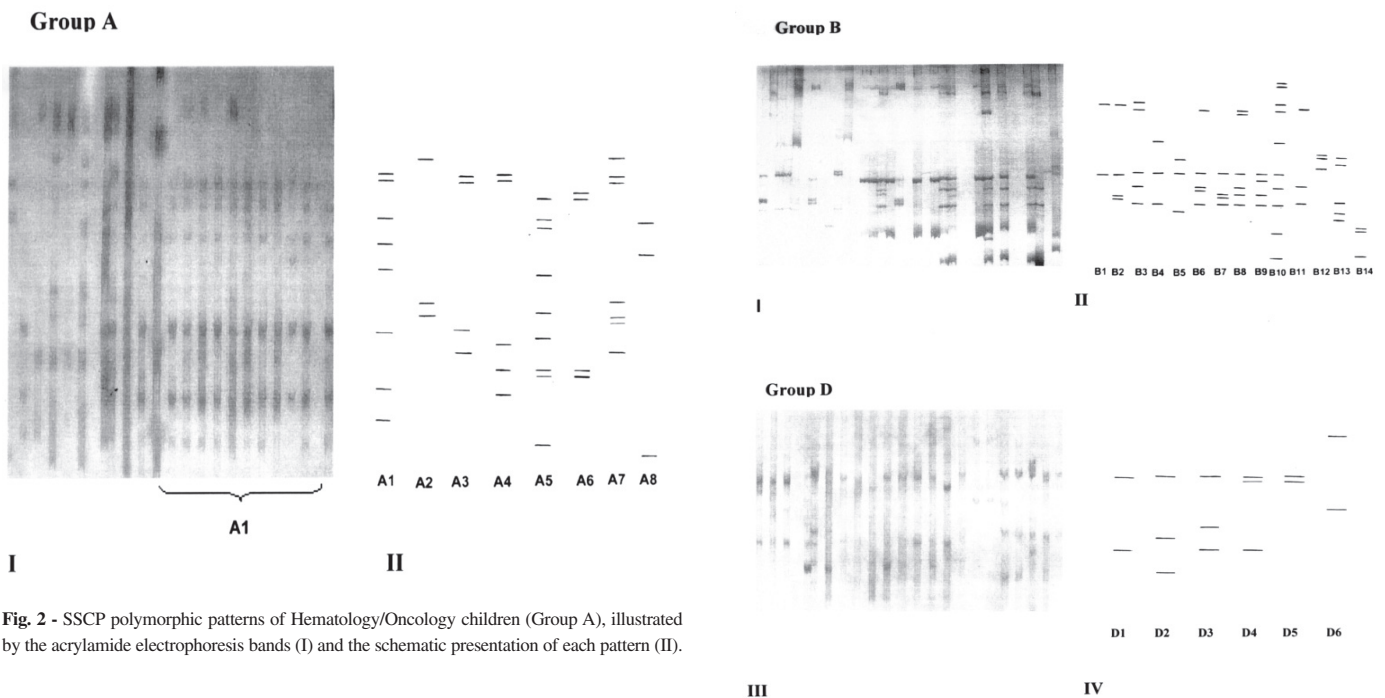 Group A
A1
A1 A2 A3 A4 A5 A6 A7 A8
I
II
Fig. 2 - SSCP polymorphic patterns of Hematology/Oncology children (Group A), illustrated
by the acrylamide electrophoresis bands (I) and the schematic presentation of each pattern (II).
Group B
B1 B2 B3 B4 B5 B6 B7 B8 B9 B10 B11 B12 B13 B14
I
II
Group D
D1 D2 D3 D4 D5 D6
III
IV